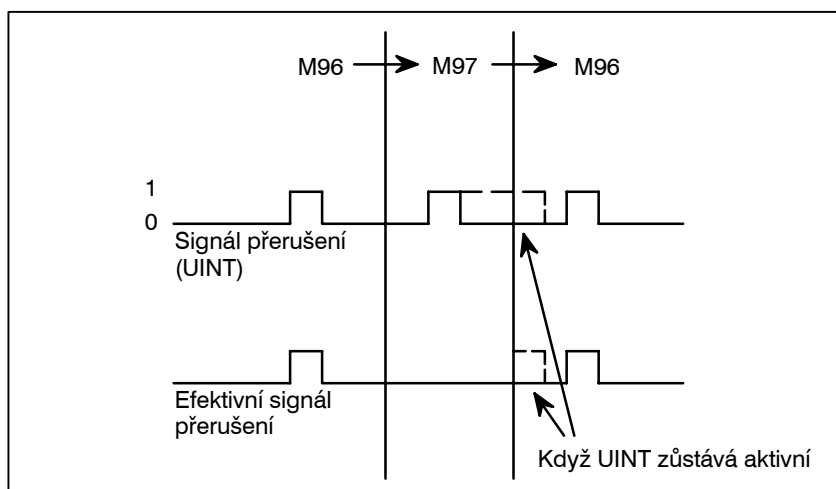 M96 M97 M96
1
0
Signál přerušení
(UINT)
Efektivní signál
přerušení
Když UINT zůstává aktivní